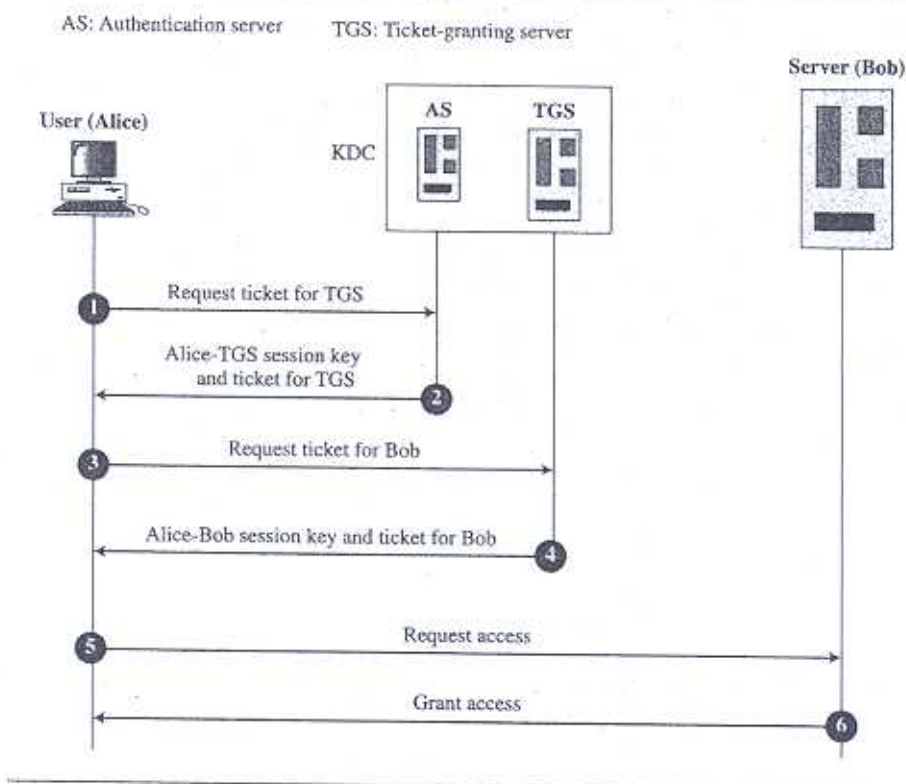 AS: Authentication server
TGS: Ticket-granting server
Server (Bob)
User (Alice)
AS
TGS
KDC
1
Request ticket for TGS
Alice-TGS session key
and ticket for TGS
2
3
Request ticket for Bob
Alice-Bob session key and ticket for Bob
4
5
Request access
Grant access
6